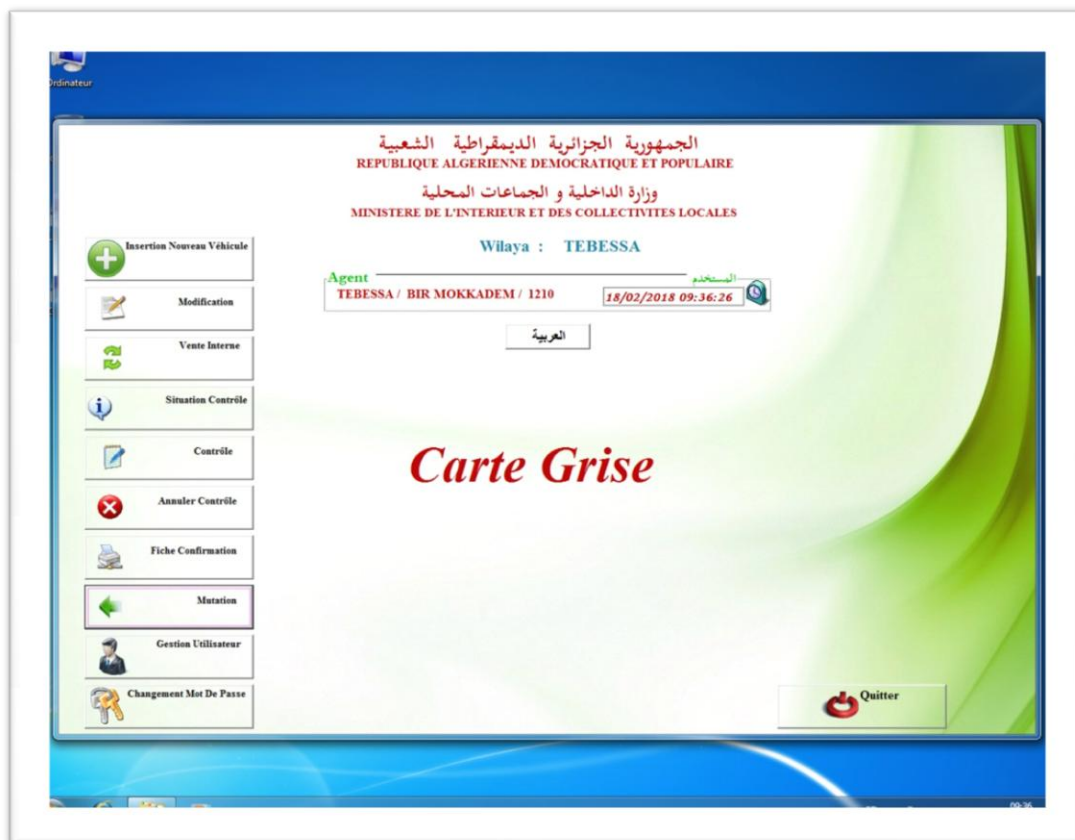 Ordinateur
الجمهورية الجزائرية الديمقراطية الشعبية
REPUBLIQUE ALGERIENNE DEMOCRATIQUE ET POPULAIRE
وزارة الداخلية و الجماعات المحلية
MINISTERE DE L'INTERIEUR ET DES COLLECTIVITES LOCALES
Wilaya : TEBESSA
Agent المستخدم
TEBESSA / BIR MOKKADEM / 1210 18/02/2018 09:36:26
العربية
Insertion Nouveau Véhicule
Modification
Vente Interne
Situation Contrôle
Contrôle
Annuler Contrôle
Fiche Confirmation
Mutation
Gestion Utilisateur
Changement Mot De Passe
Carte Grise
Quitter
09:36